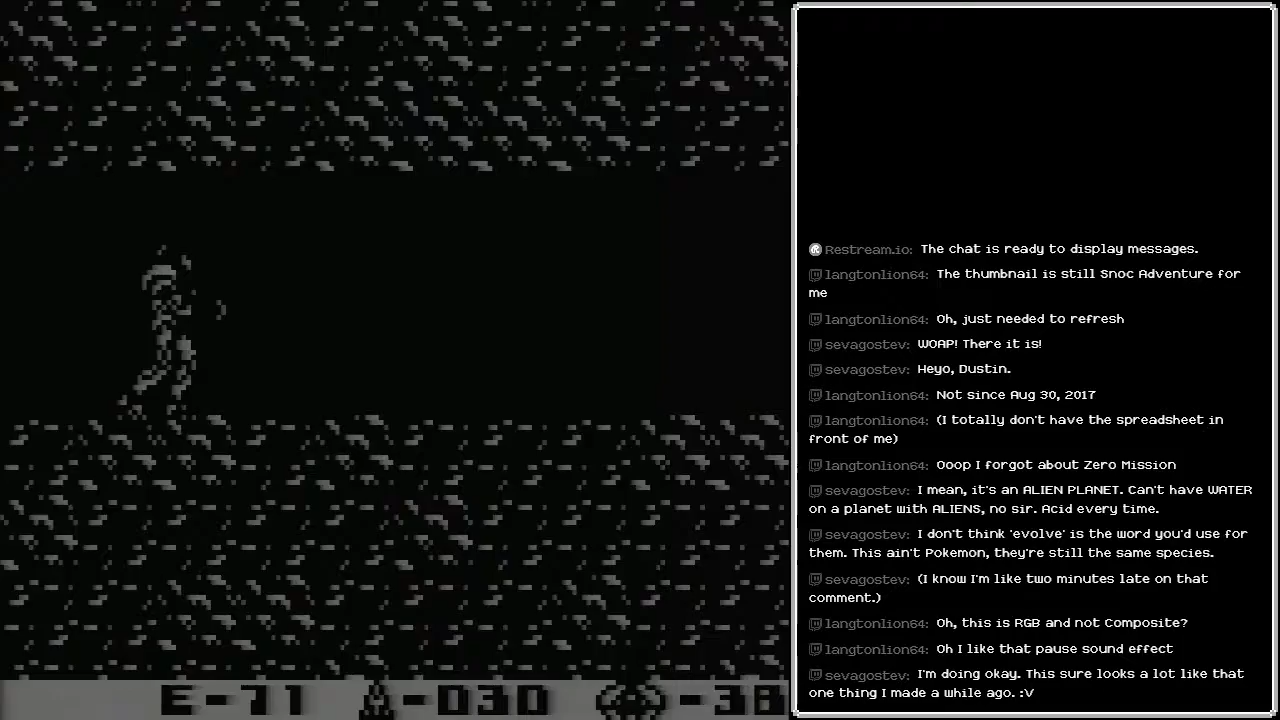 Restream.io: The chat is ready to display messages.
langtonlion64: The thumbnail is still Snoc Adventure for
me
langtonlion64: Oh, just needed to refresh
sevagostev: WOAP! There it is!
sevagostev: Heyo, Dustin.
langtonlion64: Not since Aug 30, 2017
langtonlion64: (I totally don't have the spreadsheet in
front of me)
langtonlion64: Ooop I forgot about Zero Mission
sevagostev: I mean, it's an ALIEN PLANET. Can't have WATER
on a planet with ALIENS, no sir. Acid every time.
sevagostev: I don't think 'evolve' is the word you'd use for
them. This ain't Pokemon, they're still the same species.
sevagostev: (I know I'm like two minutes late on that
comment.)
langtonlion64: Oh, this is RGB and not Composite?
langtonlion64: Oh I like that pause sound effect
sevagostev: I'm doing okay. This sure looks a lot like that
one thing I made a while ago. :V
E-71 -030 -38